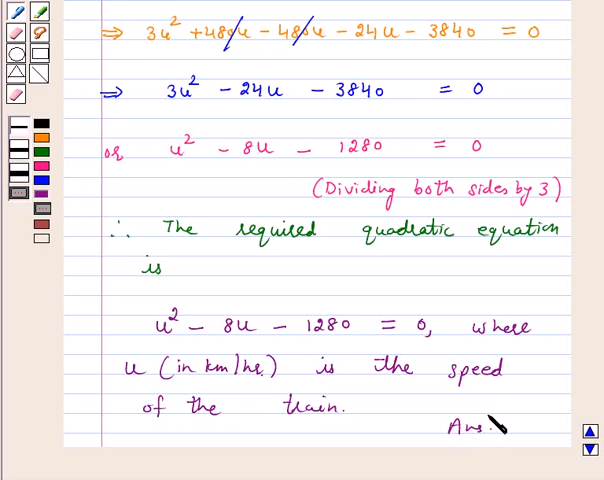 ⇒ 3u² + 480u - 480u - 24u - 3840 = 0
⇒ 3u² - 24u - 3840 = 0
or u² - 8u - 1280 = 0
(Dividing both sides by 3)
∴ The required quadratic equation
is
u² - 8u - 1280 = 0, where
u (in km/hr.) is the speed
of the train.
Ans.